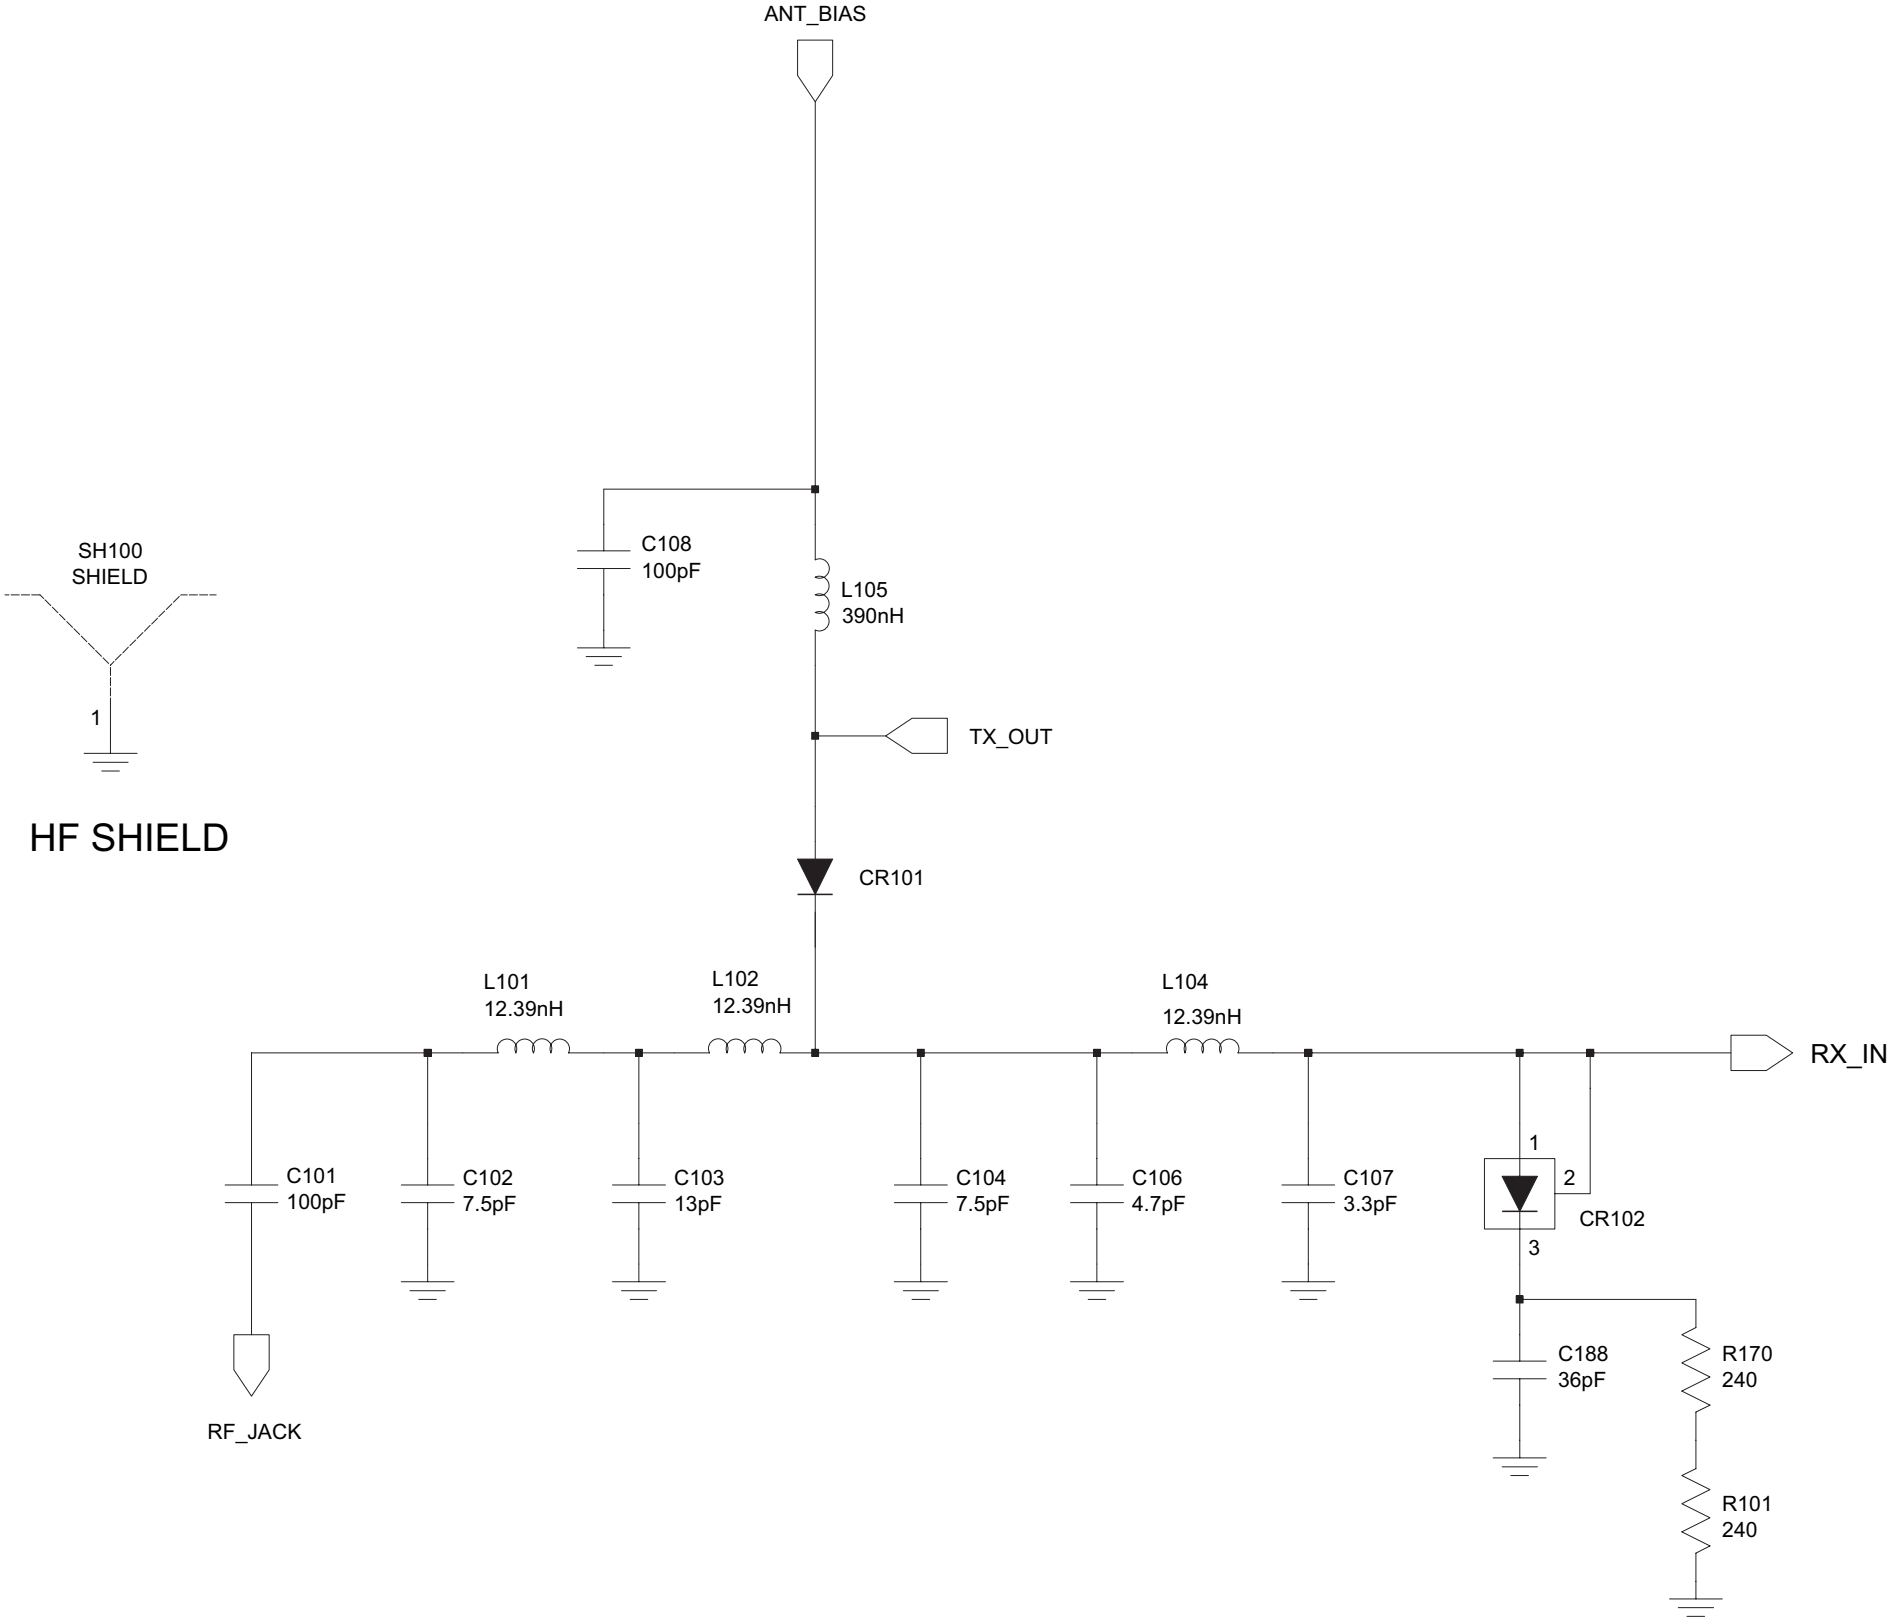 ANT_BIAS
C108
100pF
SH100
SHIELD
L105
390nH
1
TX_OUT
HF SHIELD
CR101
L101
12.39nH
L102
12.39nH
L104
12.39nH
RX_IN
1
2
CR102
3
C101
100pF
C102
7.5pF
C103
13pF
C104
7.5pF
C106
4.7pF
C107
3.3pF
C188
36pF
R170
240
RF_JACK
R101
240